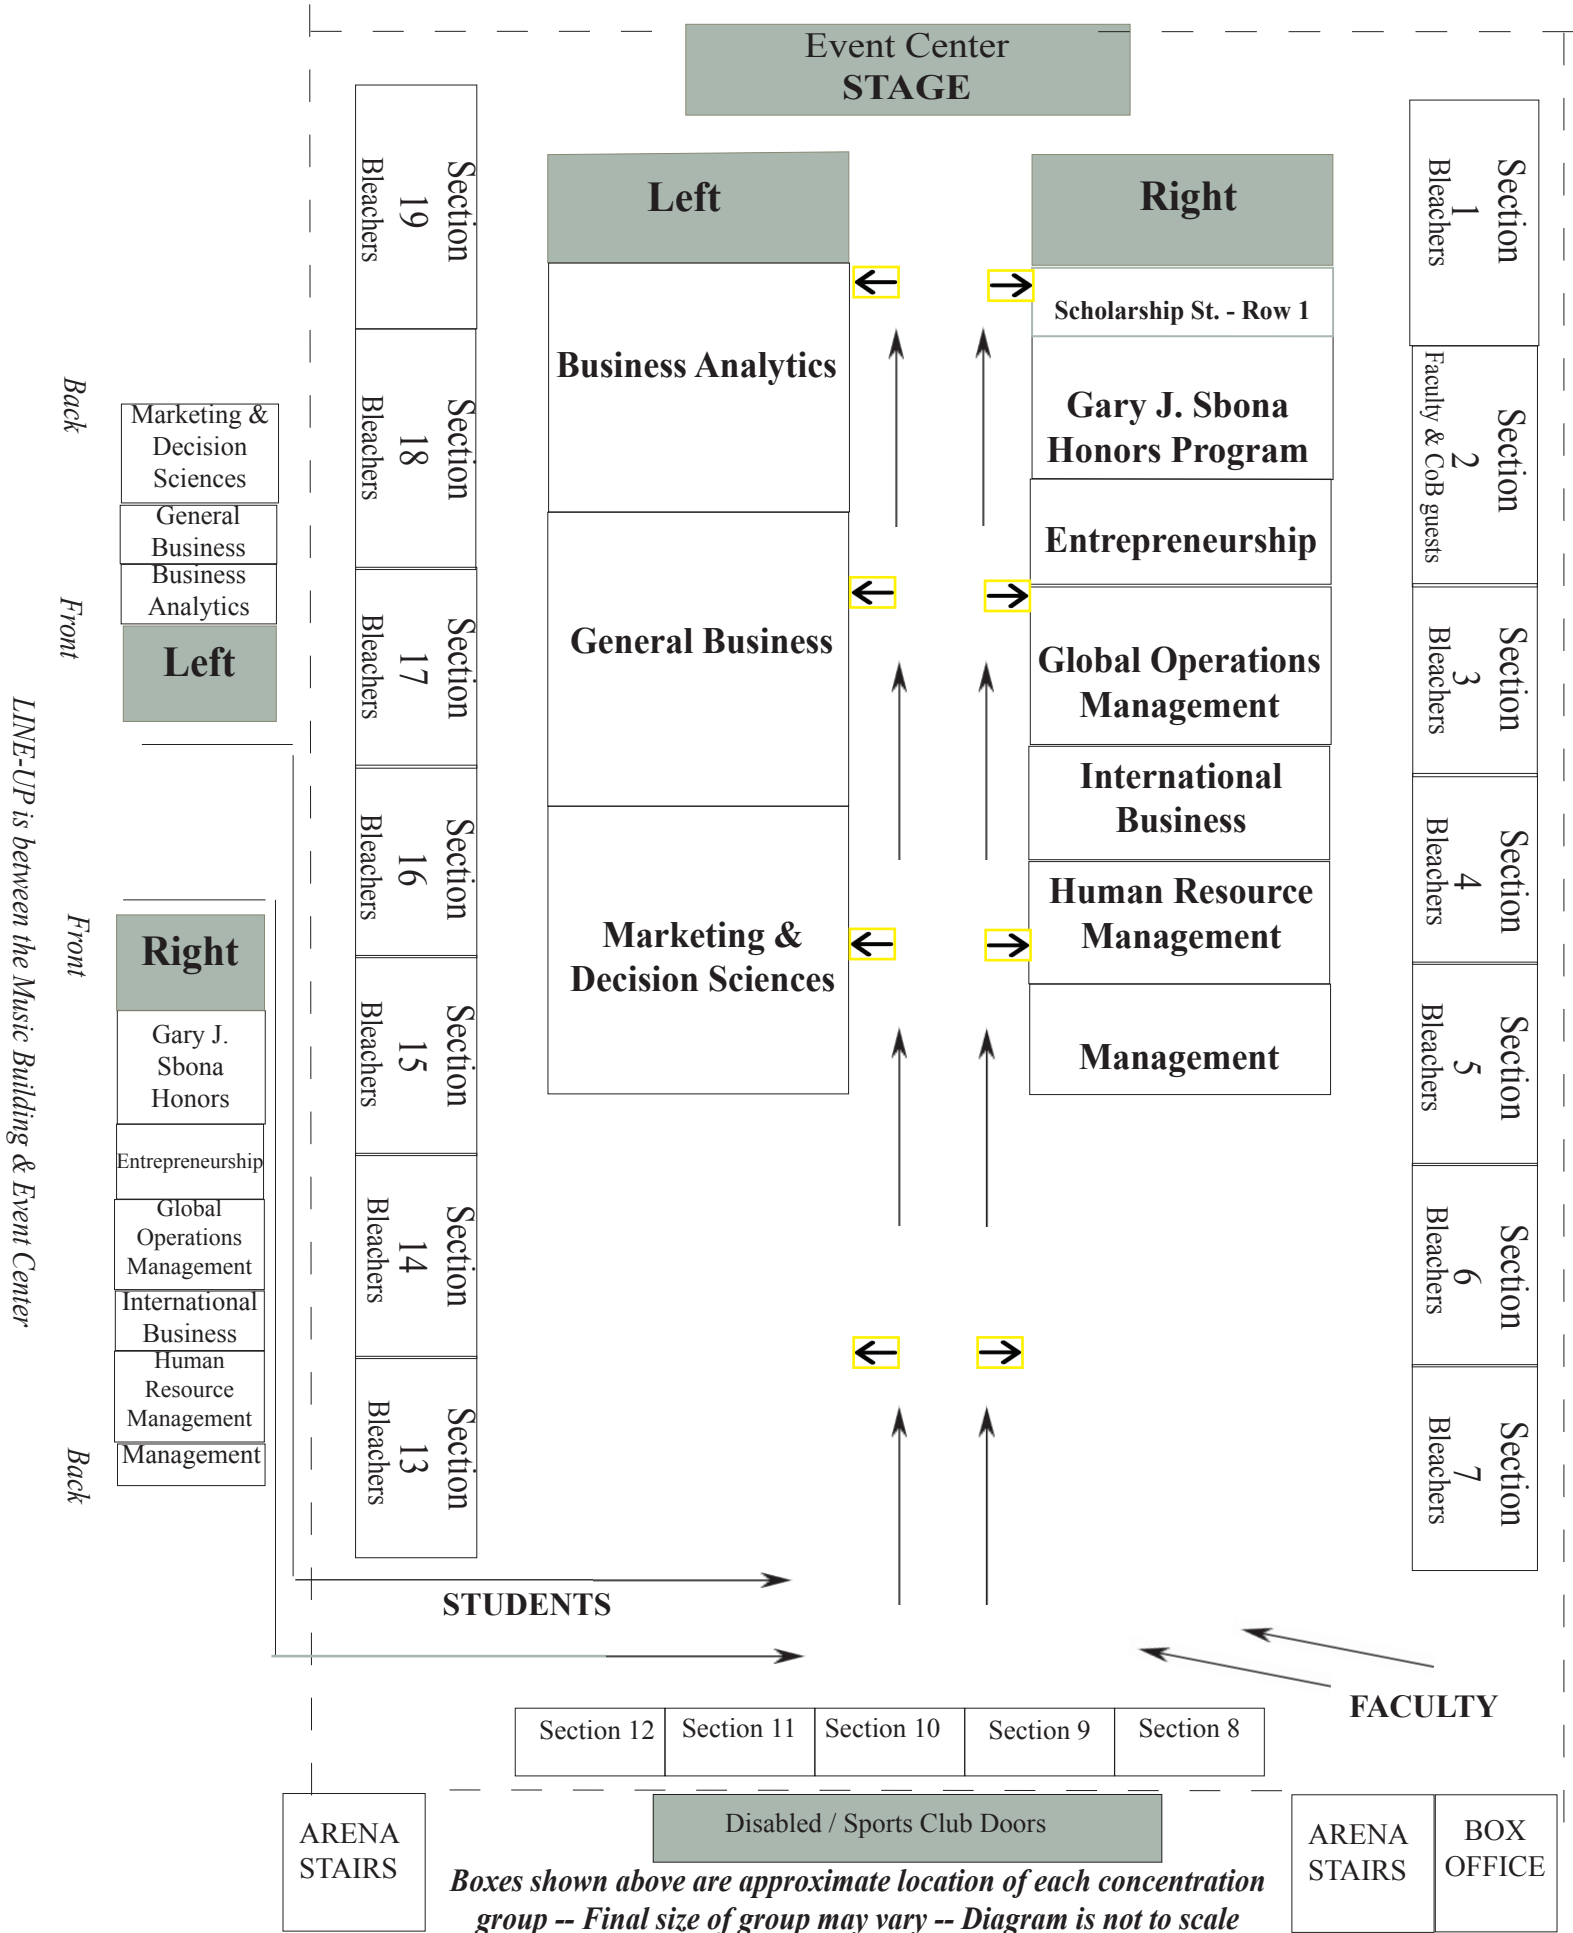 Event Center
STAGE
Left
Right
Section
19
Bleachers
Section
18
Bleachers
Section
17
Bleachers
Section
16
Bleachers
Section
15
Bleachers
Section
14
Bleachers
Section
13
Bleachers
Business Analytics
General Business
Marketing &
Decision Sciences
Scholarship St. - Row 1
Gary J. Sbona
Honors Program
Entrepreneurship
Global Operations
Management
International
Business
Human Resource
Management
Management
Section
1
Bleachers
Section
2
Faculty & CoB guests
Section
3
Bleachers
Section
4
Bleachers
Section
5
Bleachers
Section
6
Bleachers
Section
7
Bleachers
Back
Marketing &
Decision
Sciences
General
Business
Business
Analytics
Front
Left
LINE-UP is between the Music Building & Event Center
Front
Right
Gary J.
Sbona
Honors
Entrepreneurship
Global
Operations
Management
International
Business
Human
Resource
Management
Management
Back
STUDENTS
FACULTY
Section 12
Section 11
Section 10
Section 9
Section 8
ARENA
STAIRS
Disabled / Sports Club Doors
ARENA
STAIRS
BOX
OFFICE
Boxes shown above are approximate location of each concentration
group -- Final size of group may vary -- Diagram is not to scale